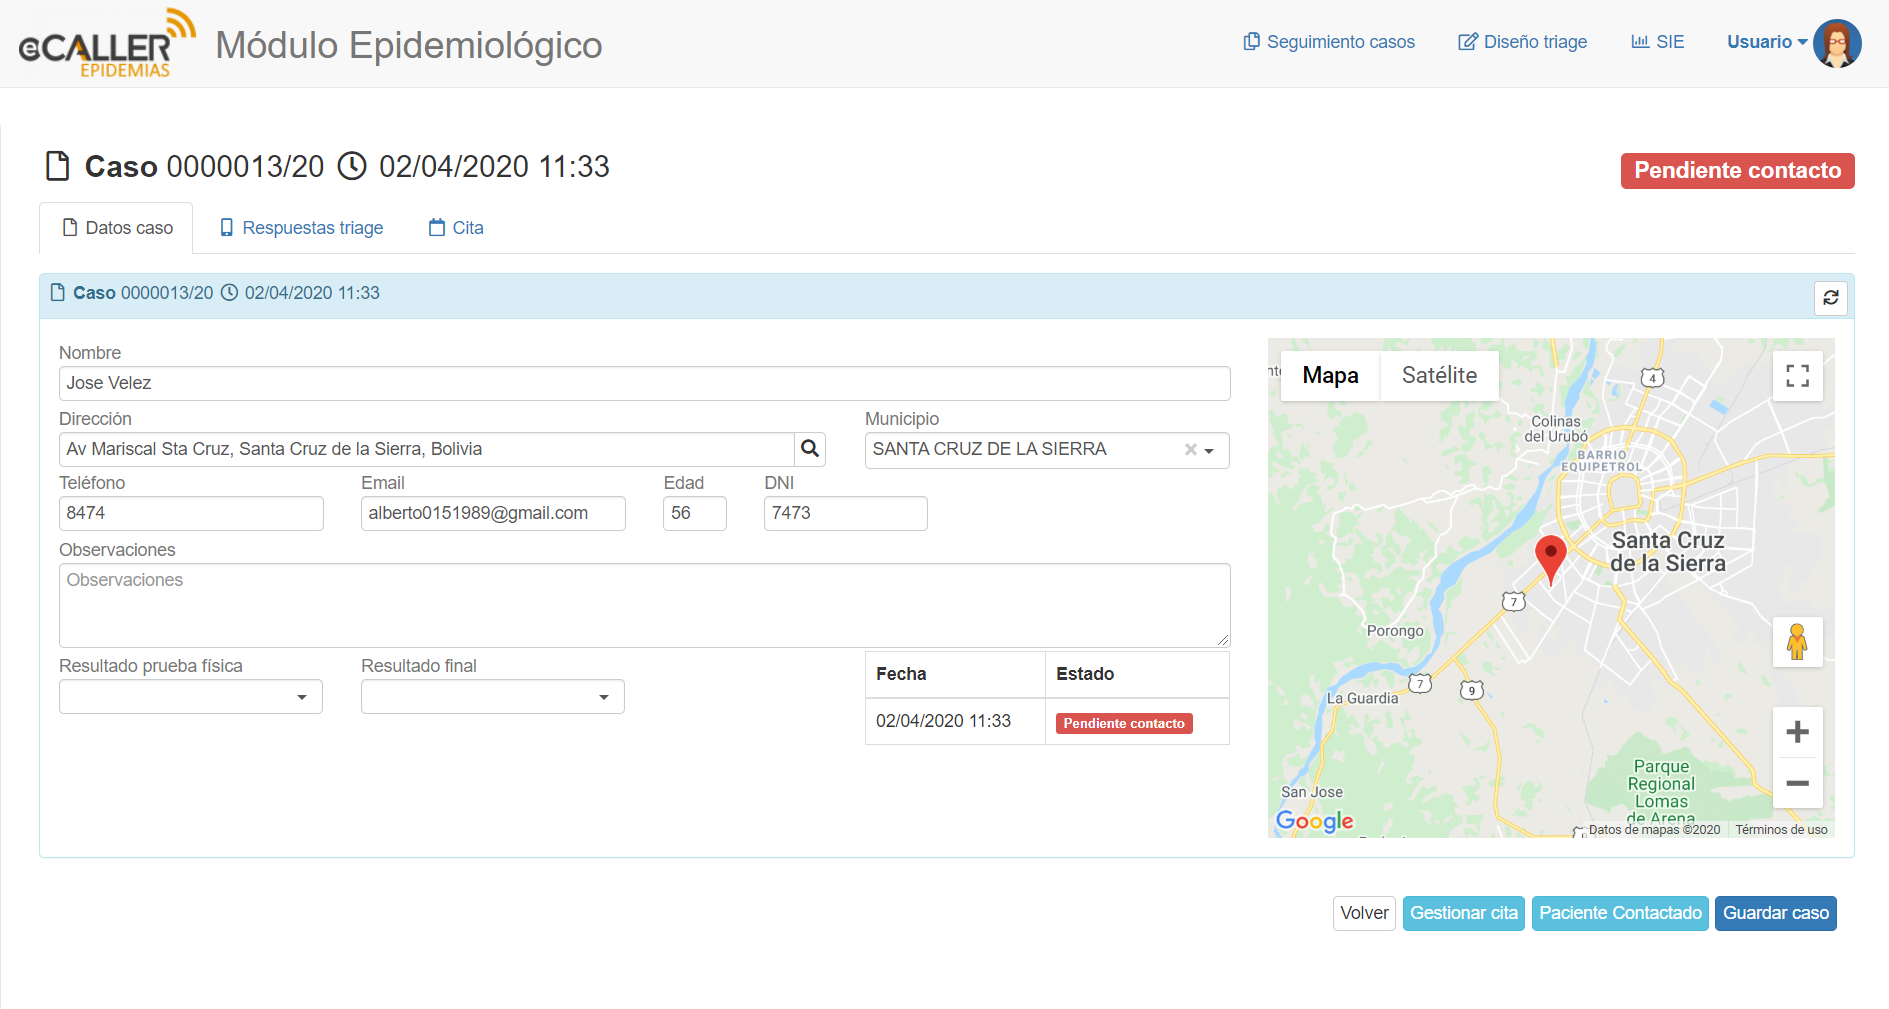 eCALLER
EPIDEMIAS
Módulo Epidemiológico
Seguimiento casos
Diseño triage
SIE
Usuario
Caso 0000013/20 02/04/2020 11:33
Pendiente contacto
Datos caso
Respuestas triage
Cita
Caso 0000013/20 02/04/2020 11:33
Nombre
Jose Velez
Dirección
Municipio
Av Mariscal Sta Cruz, Santa Cruz de la Sierra, Bolivia
SANTA CRUZ DE LA SIERRA
Teléfono
Email
Edad
DNI
8474
alberto0151989@gmail.com
56
7473
Observaciones
Observaciones
Resultado prueba física
Resultado final
Fecha
Estado
02/04/2020 11:33
Pendiente contacto
Mapa
Satélite
4
Colinas
del Urubó
BARRIO
EQUIPETROL
Santa Cruz
de la Sierra
7
Porongo
7
9
La Guardia
Parque
Regional
Lomas
de Arena
San Jose
Google
Datos de mapas ©2020
Términos de uso
Volver
Gestionar cita
Paciente Contactado
Guardar caso